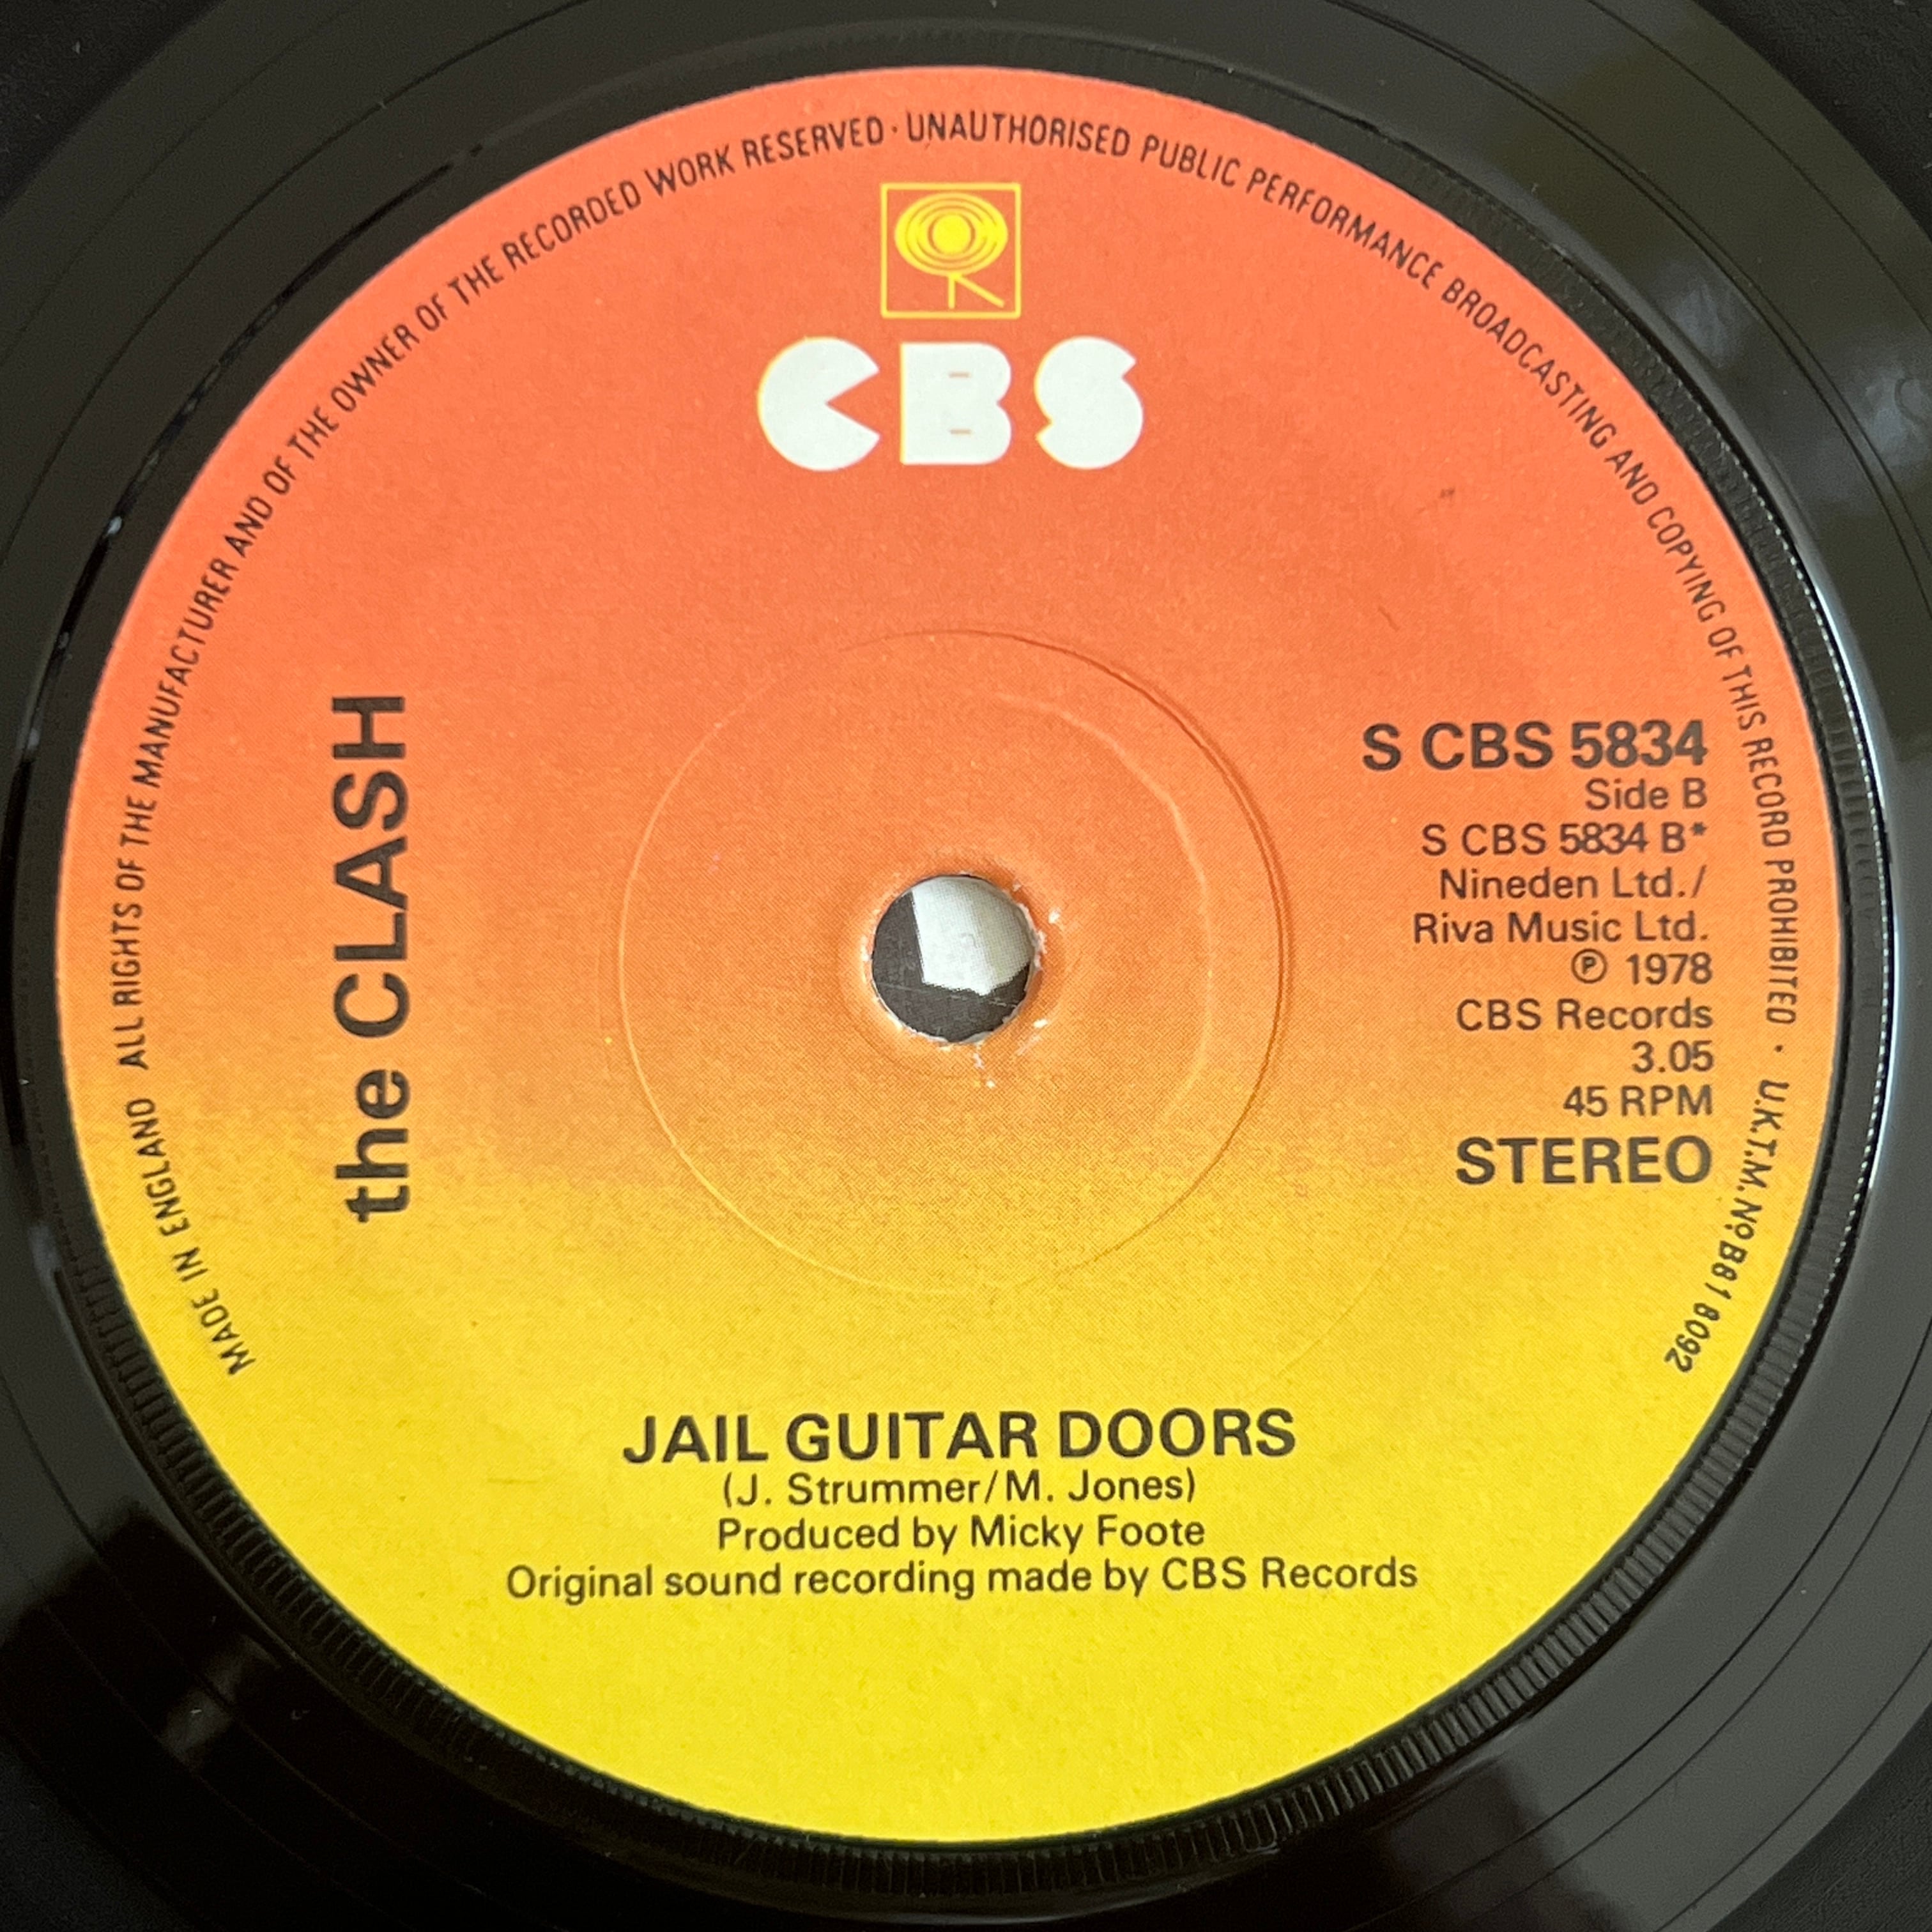 MADE IN ENGLAND ALL RIGHTS OF THE MANUFACTURER AND OF THE OWNER OF THE RECORDED WORK RESERVED · UNAUTHORISED PUBLIC PERFORMANCE BROADCASTING AND COPYING OF THIS RECORD PROHIBITED · U.K.T.M. No B818092
CBS
the CLASH
S CBS 5834
Side B
S CBS 5834 B*
Nineden Ltd./
Riva Music Ltd.
℗ 1978
CBS Records
3.05
45 RPM
STEREO
JAIL GUITAR DOORS
(J. Strummer/M. Jones)
Produced by Micky Foote
Original sound recording made by CBS Records